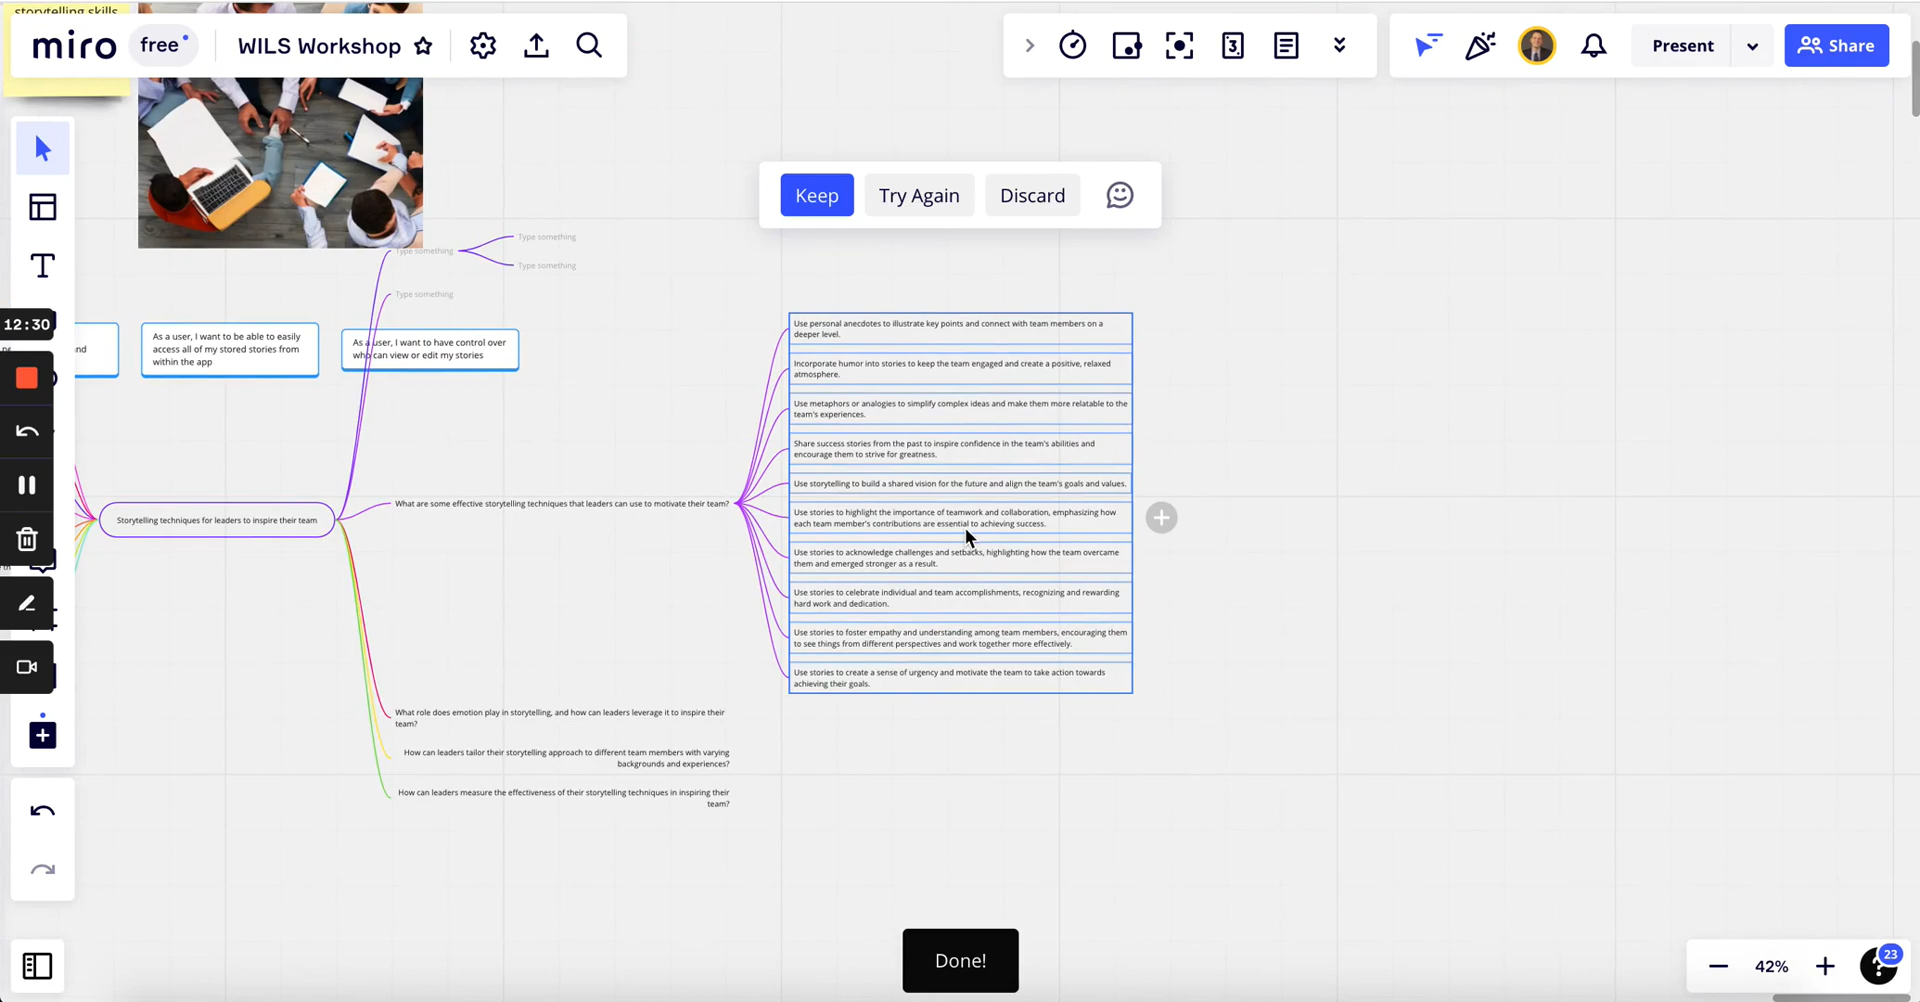 storytelling skills
miro
free
WILS Workshop
3
Present
Share
Keep
Try Again
Discard
Type something
Type something
Type something
Type something
12:30
and
As a user, I want to be able to easily
access all of my stored stories from
within the app
As a user, I want to have control over
who can view or edit my stories
Storytelling techniques for leaders to inspire their team
What are some effective storytelling techniques that leaders can use to motivate their team?
Use personal anecdotes to illustrate key points and connect with team members on a
deeper level.
Incorporate humor into stories to keep the team engaged and create a positive, relaxed
atmosphere.
Use metaphors or analogies to simplify complex ideas and make them more relatable to the
team's experiences.
Share success stories from the past to inspire confidence in the team's abilities and
encourage them to strive for greatness.
Use storytelling to build a shared vision for the future and align the team's goals and values.
Use stories to highlight the importance of teamwork and collaboration, emphasizing how
each team member's contributions are essential to achieving success.
Use stories to acknowledge challenges and setbacks, highlighting how the team overcame
them and emerged stronger as a result.
Use stories to celebrate individual and team accomplishments, recognizing and rewarding
hard work and dedication.
Use stories to foster empathy and understanding among team members, encouraging them
to see things from different perspectives and work together more effectively.
Use stories to create a sense of urgency and motivate the team to take action towards
achieving their goals.
What role does emotion play in storytelling, and how can leaders leverage it to inspire their
team?
How can leaders tailor their storytelling approach to different team members with varying
backgrounds and experiences?
How can leaders measure the effectiveness of their storytelling techniques in inspiring their
team?
Done!
42%
?
23